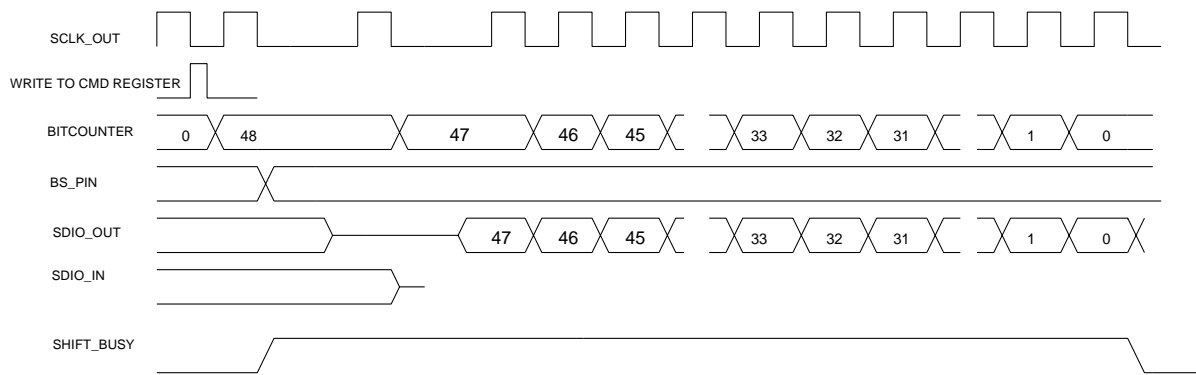 SCLK_OUT
WRITE TO CMD REGISTER
BITCOUNTER 0 48 47 46 45 33 32 31 1 0
BS_PIN
SDIO_OUT 47 46 45 33 32 31 1 0
SDIO_IN
SHIFT_BUSY